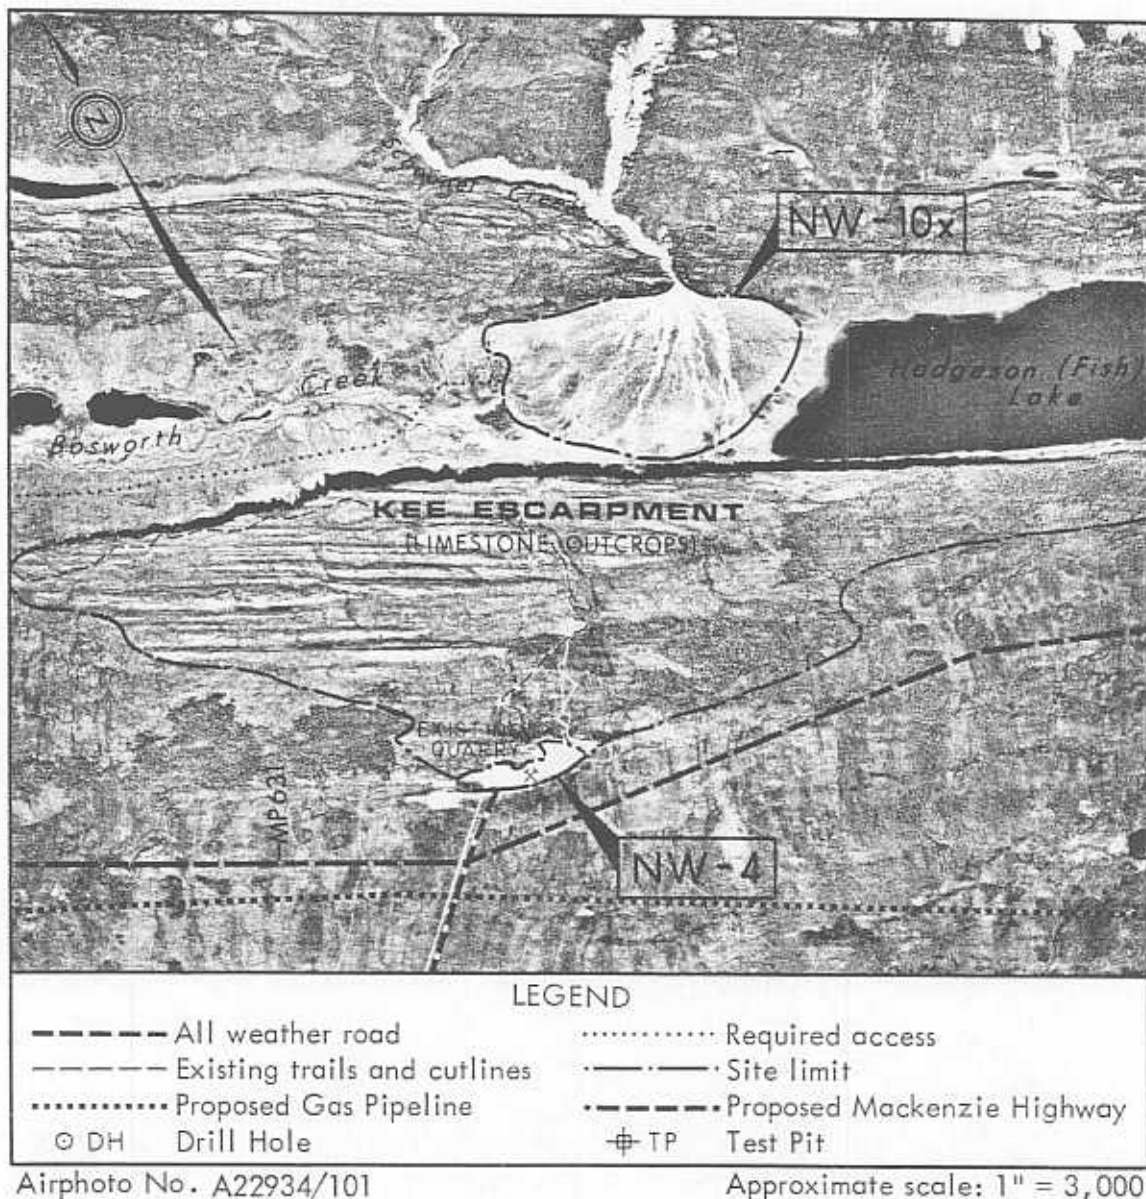 N
NW-10x
Hadgeson (Fish)
Lake
Creek
Bosworth
KEE ESCARPMENT
(LIMESTONE OUTCROPS)
EXISTING
QUARRY
MP631
NW-4
LEGEND
All weather road
Required access
Existing trails and cutlines
Site limit
Proposed Gas Pipeline
Proposed Mackenzie Highway
DH Drill Hole
TP Test Pit
Airphoto No. A22934/101
Approximate scale: 1" = 3,000